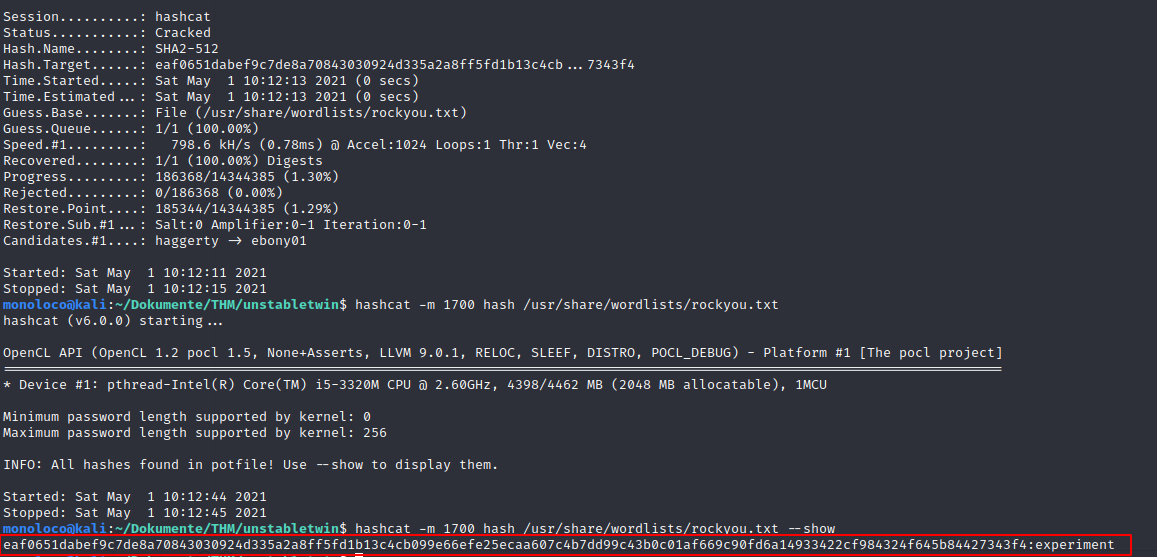 Session..........: hashcat
Status...........: Cracked
Hash.Name........: SHA2-512
Hash.Target......: eaf0651dabef9c7de8a70843030924d335a2a8ff5fd1b13c4cb...7343f4
Time.Started.....: Sat May  1 10:12:13 2021 (0 secs)
Time.Estimated...: Sat May  1 10:12:13 2021 (0 secs)
Guess.Base.......: File (/usr/share/wordlists/rockyou.txt)
Guess.Queue......: 1/1 (100.00%)
Speed.#1.........:   798.6 kH/s (0.78ms) @ Accel:1024 Loops:1 Thr:1 Vec:4
Recovered........: 1/1 (100.00%) Digests
Progress.........: 186368/14344385 (1.30%)
Rejected.........: 0/186368 (0.00%)
Restore.Point....: 185344/14344385 (1.29%)
Restore.Sub.#1...: Salt:0 Amplifier:0-1 Iteration:0-1
Candidates.#1....: haggerty -> ebony01
Started: Sat May  1 10:12:11 2021
Stopped: Sat May  1 10:12:15 2021
monoloco@kali:~/Dokumente/THM/unstabletwin$ hashcat -m 1700 hash /usr/share/wordlists/rockyou.txt
hashcat (v6.0.0) starting...
OpenCL API (OpenCL 1.2 pocl 1.5, None+Asserts, LLVM 9.0.1, RELOC, SLEEF, DISTRO, POCL_DEBUG) - Platform #1 [The pocl project]
* Device #1: pthread-Intel(R) Core(TM) i5-3320M CPU @ 2.60GHz, 4398/4462 MB (2048 MB allocatable), 1MCU
Minimum password length supported by kernel: 0
Maximum password length supported by kernel: 256
INFO: All hashes found in potfile! Use --show to display them.
Started: Sat May  1 10:12:44 2021
Stopped: Sat May  1 10:12:45 2021
monoloco@kali:~/Dokumente/THM/unstabletwin$ hashcat -m 1700 hash /usr/share/wordlists/rockyou.txt --show
eaf0651dabef9c7de8a70843030924d335a2a8ff5fd1b13c4cb099e66efe25ecaa607c4b7dd99c43b0c01af669c90fd6a14933422cf984324f645b84427343f4:experiment